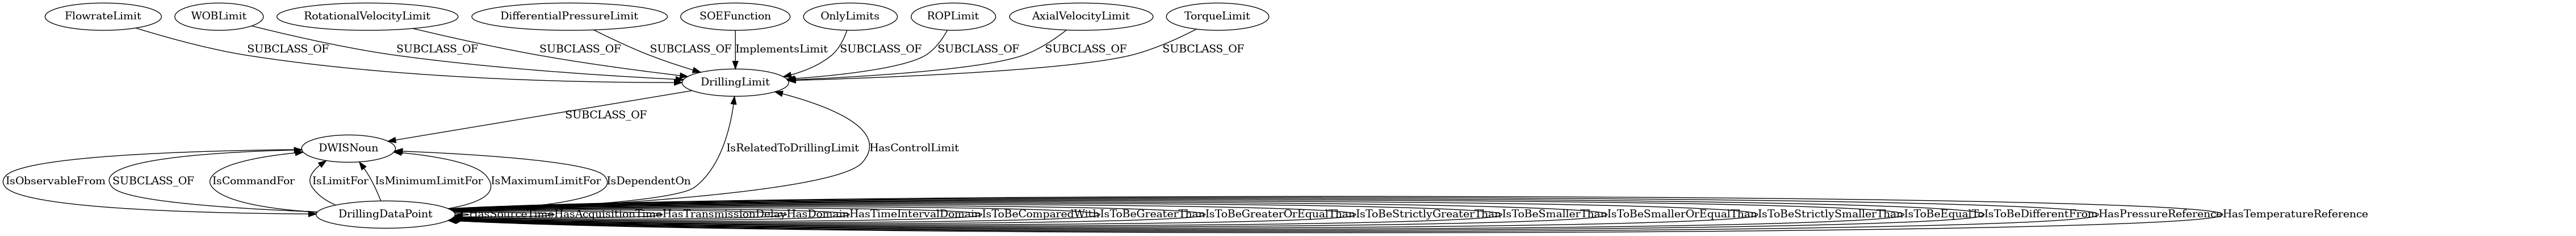 FlowrateLimit WOBLimit RotationalVelocityLimit DifferentialPressureLimit SOEFunction OnlyLimits ROPLimit AxialVelocityLimit TorqueLimit
SUBCLASS_OF SUBCLASS_OF SUBCLASS_OF SUBCLASS_OF ImplementsLimit SUBCLASS_OF SUBCLASS_OF SUBCLASS_OF SUBCLASS_OF
DrillingLimit
SUBCLASS_OF
DWISNoun IsRelatedToDrillingLimit HasControlLimit
IsObservableFrom SUBCLASS_OF IsCommandFor IsLimitFor IsMinimumLimitFor IsMaximumLimitFor IsDependentOn
DrillingDataPoint HasSourceTime HasAcquisitionTime HasTransmissionDelay HasDomain HasTimeIntervalDomain IsToBeComparedWith IsToBeGreaterThan IsToBeGreaterOrEqualThan IsToBeStrictlyGreaterThan IsToBeSmallerThan IsToBeSmallerOrEqualThan IsToBeStrictlySmallerThan IsToBeEqualTo IsToBeDifferentFrom HasPressureReference HasTemperatureReference